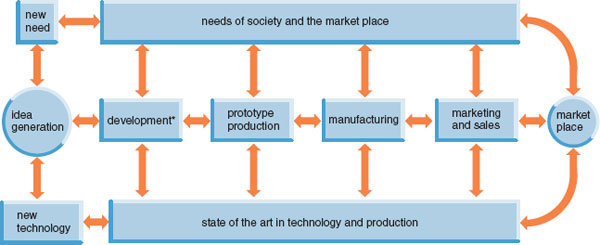 new
need
needs of society and the market place
idea
generation
development*
prototype
production
manufacturing
marketing
and sales
market
place
new
technology
state of the art in technology and production